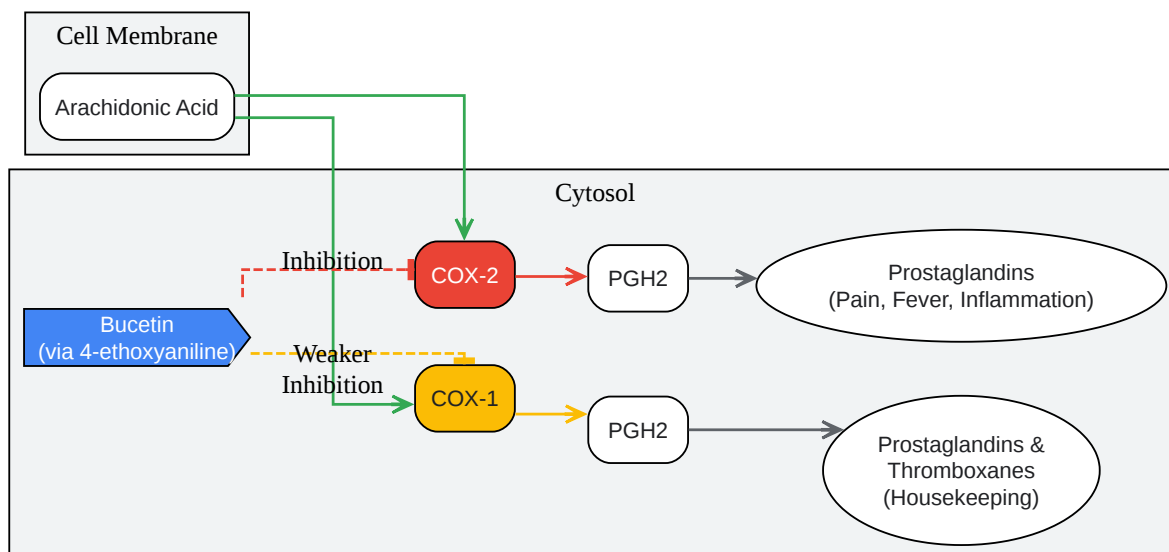 Cell Membrane
Arachidonic Acid
Cytosol
Inhibition
COX-2
PGH2
Prostaglandins
(Pain, Fever, Inflammation)
Bucetin
(via 4-ethoxyaniline)
Weaker
Inhibition
COX-1
PGH2
Prostaglandins &
Thromboxanes
(Housekeeping)